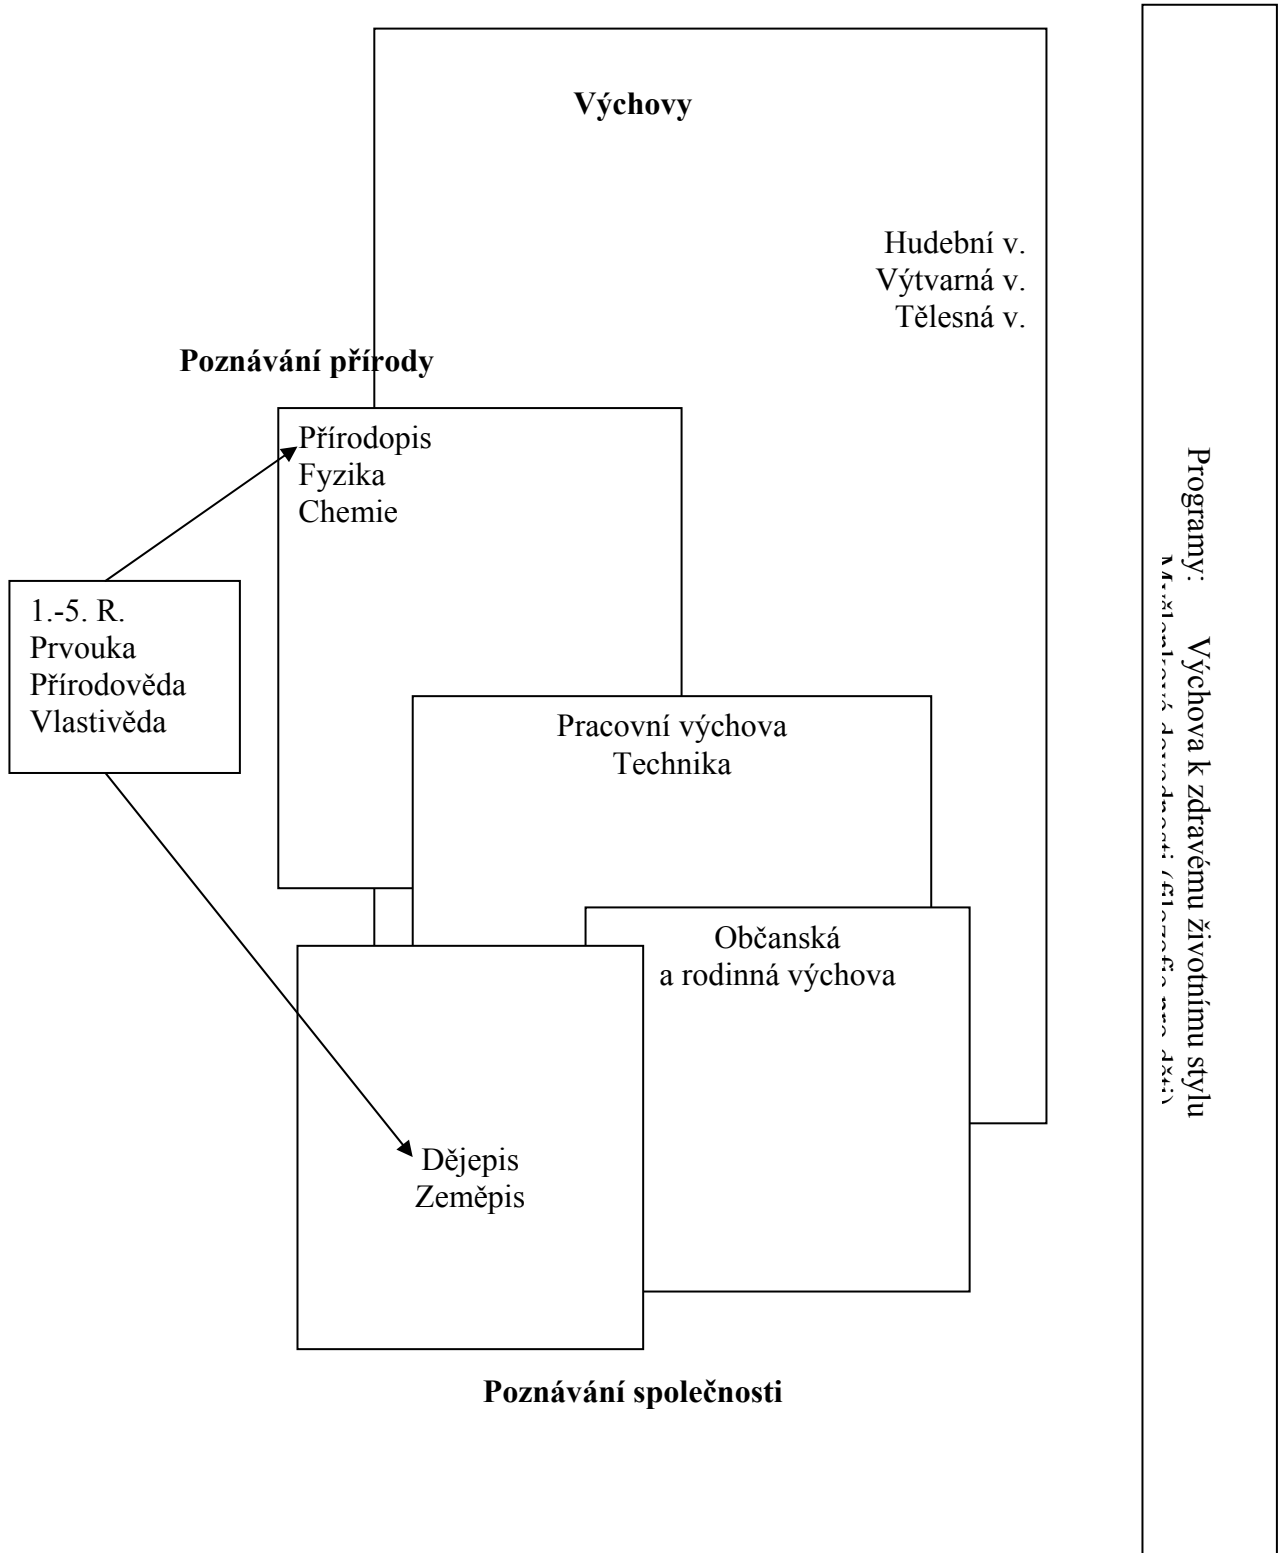 Výchovy
Hudební v.
Výtvarná v.
Tělesná v.
Poznávání přírody
Přírodopis
Fyzika
Chemie
1.-5. R.
Prvouka
Přírodověda
Vlastivěda
Pracovní výchova
Technika
Občanská
a rodinná výchova
Dějepis
Zeměpis
Poznávání společnosti
Programy: Výchova k zdravému životnímu stylu